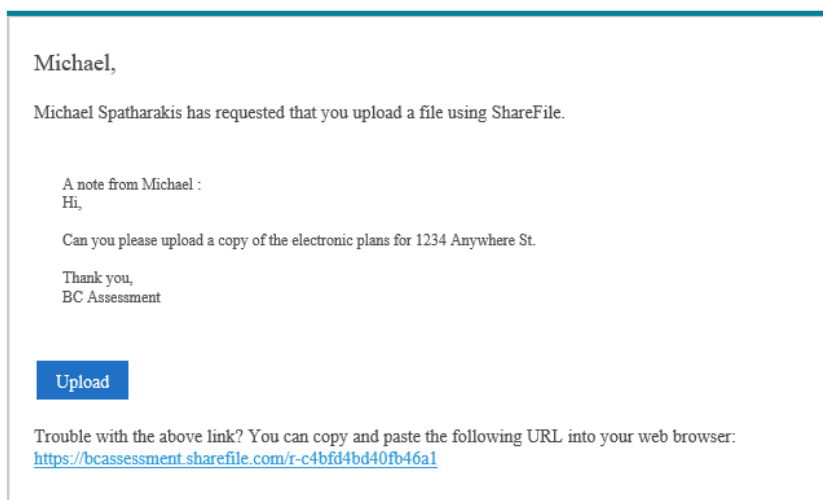 Michael,
Michael Spatharakis has requested that you upload a file using ShareFile.
A note from Michael :
Hi,
Can you please upload a copy of the electronic plans for 1234 Anywhere St.
Thank you,
BC Assessment
Upload
Trouble with the above link? You can copy and paste the following URL into your web browser:
https://bcassessment.sharefile.com/r-c4bfd4bd40fb46a1